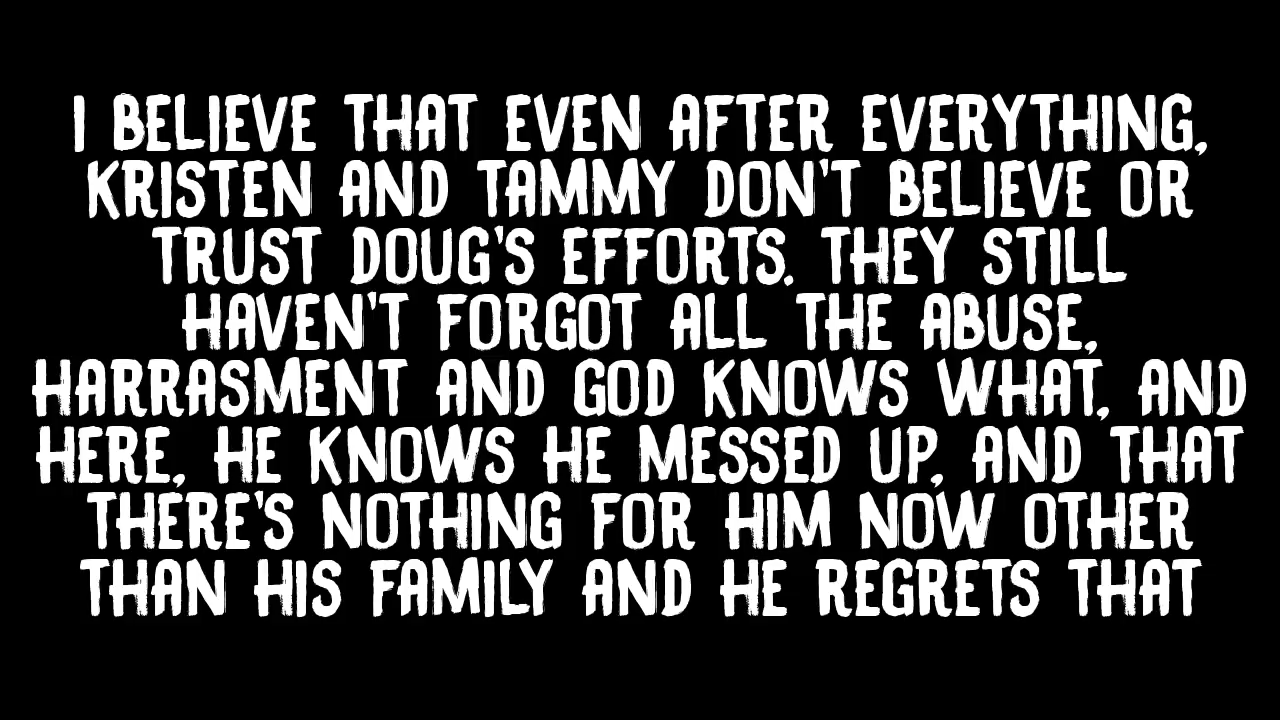 I BELIEVE THAT EVEN AFTER EVERYTHING,
KRISTEN AND TAMMY DON'T BELIEVE OR
TRUST DOUG'S EFFORTS. THEY STILL
HAVEN'T FORGOT ALL THE ABUSE,
HARRASMENT AND GOD KNOWS WHAT, AND
HERE, HE KNOWS HE MESSED UP, AND THAT
THERE'S NOTHING FOR HIM NOW OTHER
THAN HIS FAMILY AND HE REGRETS THAT